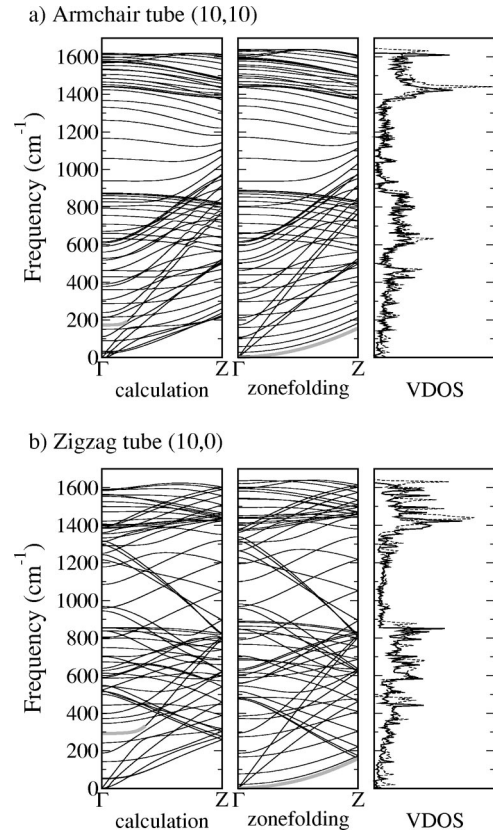 a) Armchair tube (10,10)
1600
1400
1200
1000
800
600
400
200
0
Frequency (cm⁻¹)
Γ Z Γ Z
calculation zonefolding VDOS
b) Zigzag tube (10,0)
1600
1400
1200
1000
800
600
400
200
0
Frequency (cm⁻¹)
Γ Z Γ Z
calculation zonefolding VDOS